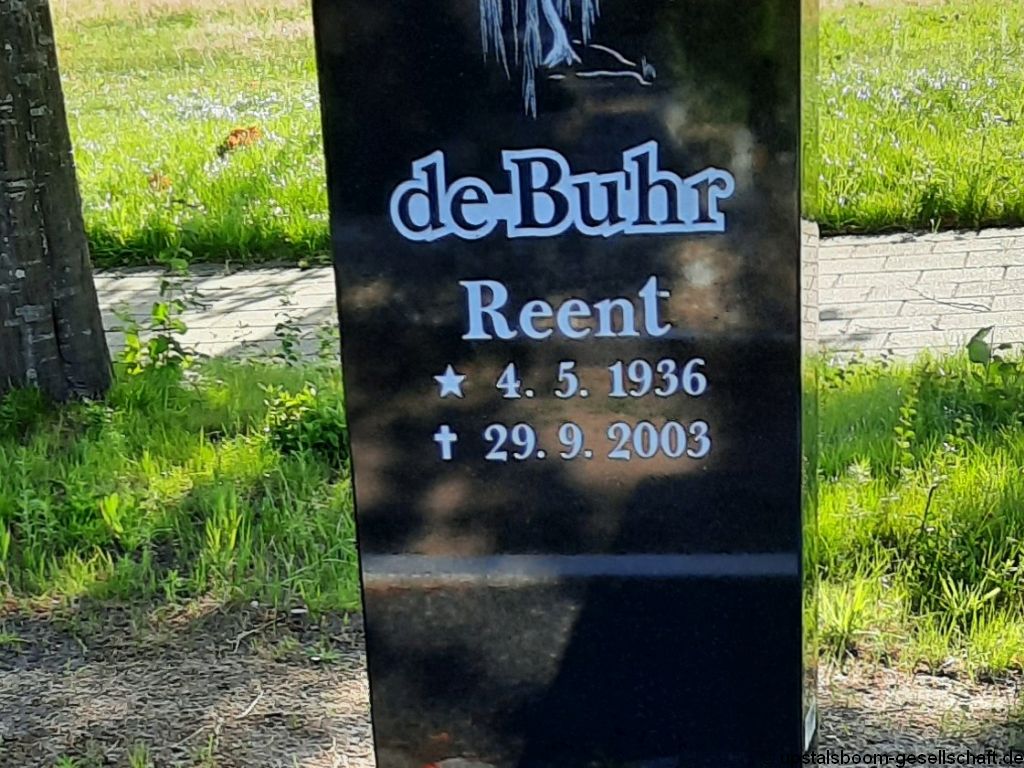 de Buhr
Reent
★ 4. 5. 1936
✝ 29. 9. 2003
upstalsboom-gesellschaft.de